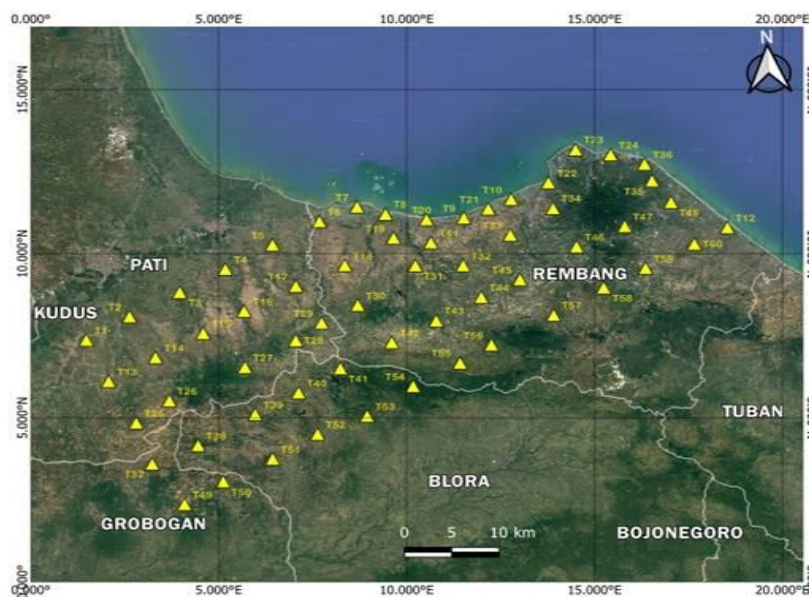 0.000 5.000°N 10.000°N 15.000°N 20.000°N
N
15.000°N
T23 T24
T36
T22 T35
T7 T8 T20 T9 T21 T10 T34 T48
T6 T19 T11 T33 T47 T12
T5 T46 T60
PATI T4 T18 T31 T32 T45 REMBANG T59
T17
KUDUS T2 T3 T16 T30 T44 T58
T1 T15 T29 T43 T57
T14 T28 T42 T56
T13 T27 T41 T55
T26 T40 T54
T25 T39 T53 TUBAN
5.000°N
T38 T52
T37 T51 BLORA
T50
T49
GROBOGAN
BOJONEGORO
0 5 10 km
0.000°
0.000 5.000°N 10.000°N 15.000°N 20.000°N